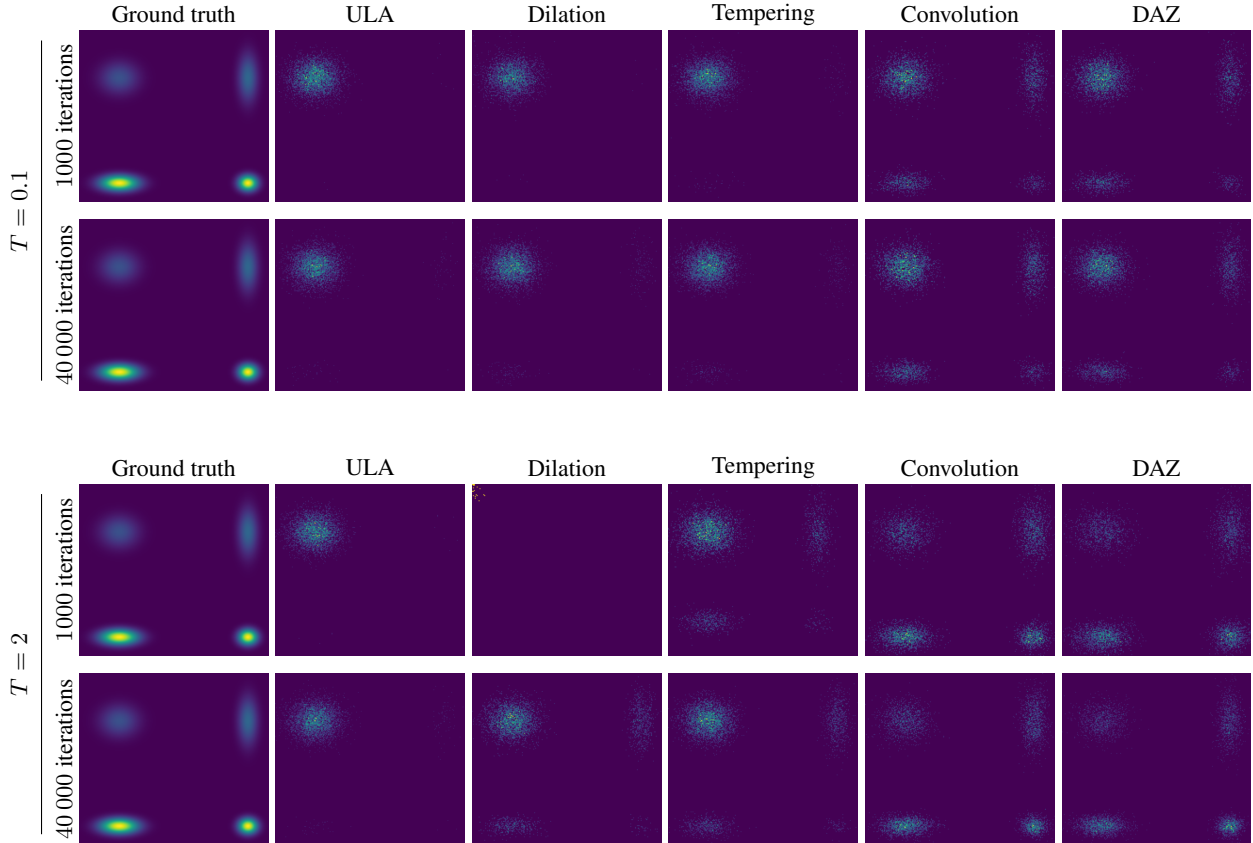 Ground truth ULA Dilation Tempering Convolution DAZ
T = 0.1
1000 iterations
40 000 iterations
Ground truth ULA Dilation Tempering Convolution DAZ
T = 2
1000 iterations
40 000 iterations